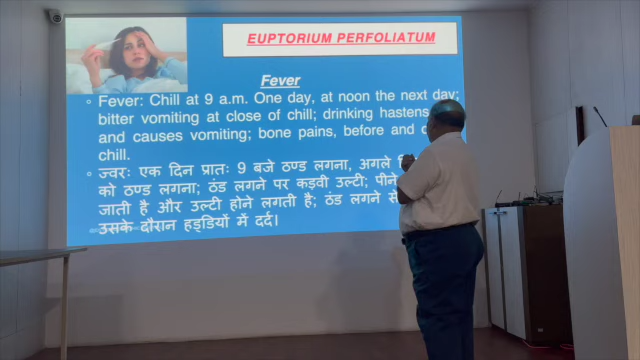 EUPTORIUM PERFOLIATUM
Fever
◦ Fever: Chill at 9 a.m. One day, at noon the next day;
bitter vomiting at close of chill; drinking hastens
and causes vomiting; bone pains, before and
chill.
◦ ज्वरः एक दिन प्रातः 9 बजे ठण्ड लगना, अगले
को ठण्ड लगना; ठंड लगने पर कड़वी उल्टी; पीने
जाती है और उल्टी होने लगती है; ठंड लगने से
उसके दौरान हड्डियों में दर्द।